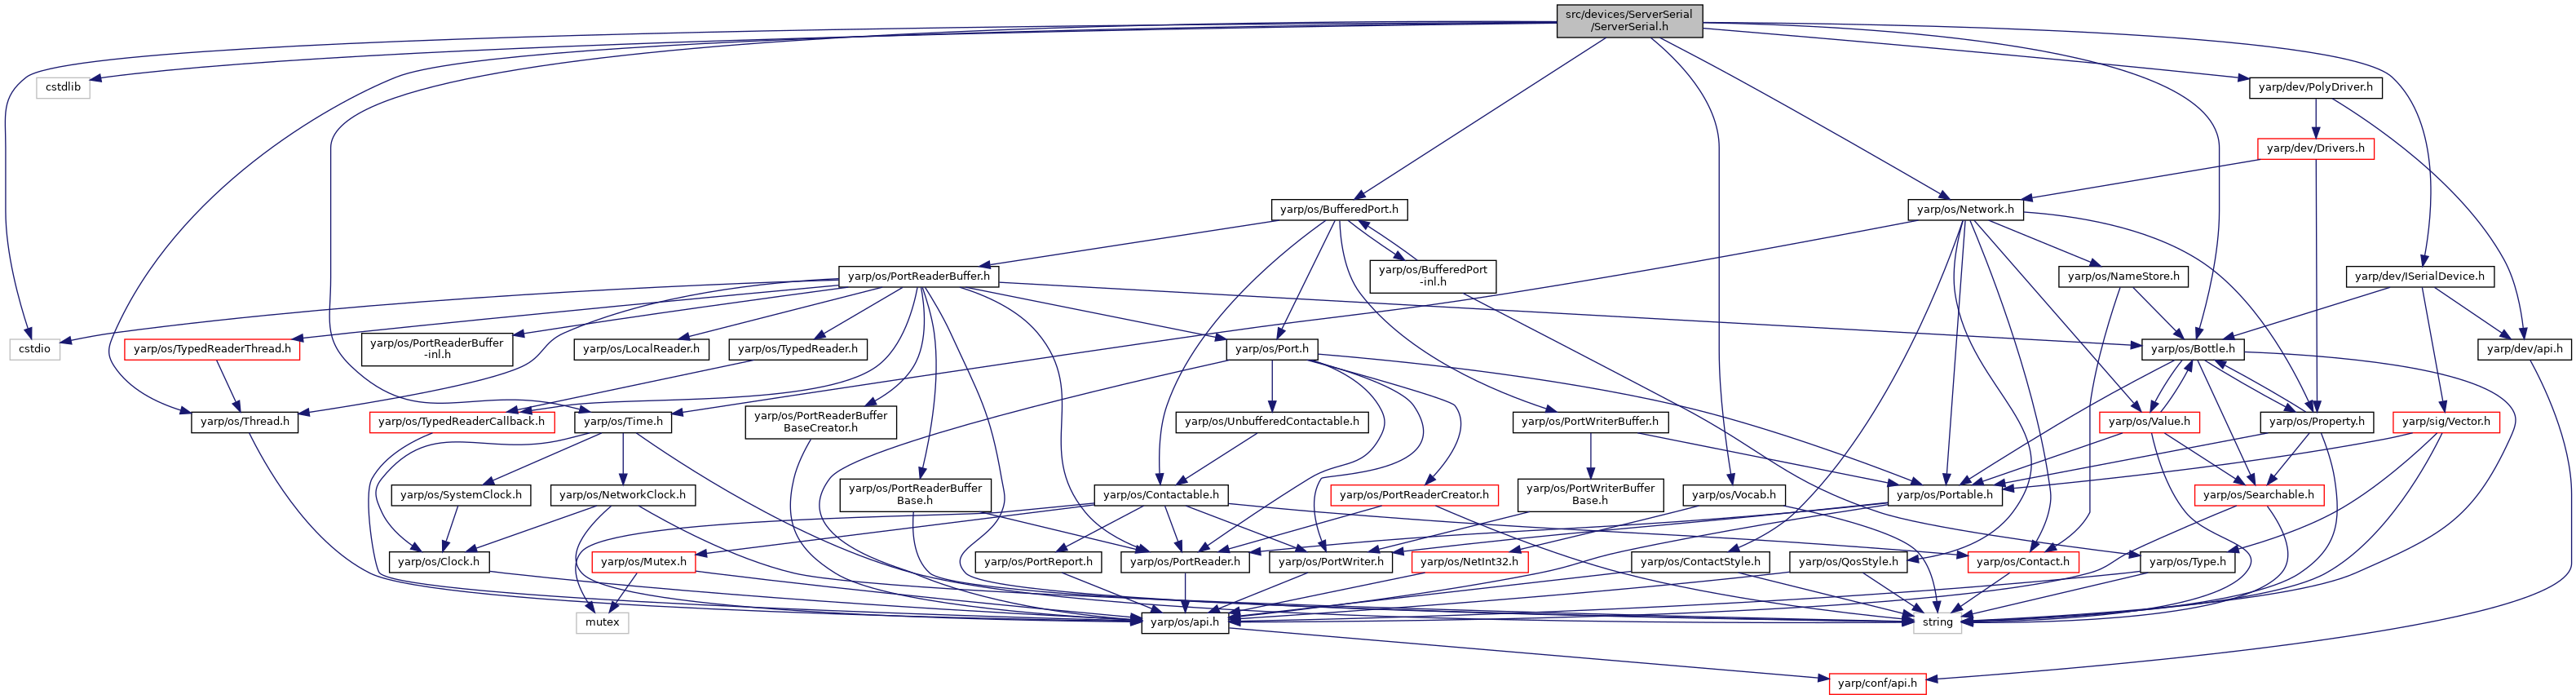 src/devices/ServerSerial
/ServerSerial.h
cstdlib
yarp/dev/PolyDriver.h
yarp/dev/Drivers.h
yarp/os/BufferedPort.h
yarp/os/Network.h
yarp/os/PortReaderBuffer.h
yarp/os/BufferedPort
-inl.h
yarp/os/NameStore.h
yarp/dev/ISerialDevice.h
cstdio
yarp/os/TypedReaderThread.h
yarp/os/PortReaderBuffer
-inl.h
yarp/os/LocalReader.h
yarp/os/TypedReader.h
yarp/os/Port.h
yarp/os/Bottle.h
yarp/dev/api.h
yarp/os/Thread.h
yarp/os/TypedReaderCallback.h
yarp/os/Time.h
yarp/os/PortReaderBuffer
BaseCreator.h
yarp/os/UnbufferedContactable.h
yarp/os/PortWriterBuffer.h
yarp/os/Value.h
yarp/os/Property.h
yarp/sig/Vector.h
yarp/os/SystemClock.h
yarp/os/NetworkClock.h
yarp/os/PortReaderBuffer
Base.h
yarp/os/Contactable.h
yarp/os/PortReaderCreator.h
yarp/os/PortWriterBuffer
Base.h
yarp/os/Vocab.h
yarp/os/Portable.h
yarp/os/Searchable.h
yarp/os/Clock.h
yarp/os/Mutex.h
yarp/os/PortReport.h
yarp/os/PortReader.h
yarp/os/PortWriter.h
yarp/os/NetInt32.h
yarp/os/ContactStyle.h
yarp/os/QosStyle.h
yarp/os/Contact.h
yarp/os/Type.h
mutex
yarp/os/api.h
string
yarp/conf/api.h